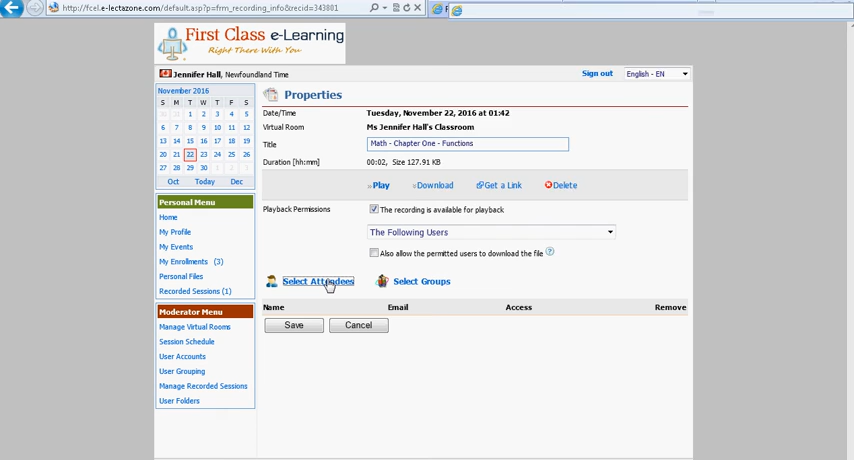 http://fcel.e-lectazone.com/default.asp?p=frm_recording_info&recid=343801
First Class e-Learning
Right There With You
Jennifer Hall, Newfoundland Time
Sign out
English - EN
November 2016
S M T W T F S
1 2 3 4 5
6 7 8 9 10 11 12
13 14 15 16 17 18 19
20 21 22 23 24 25 26
27 28 29 30
Oct Today Dec
Personal Menu
Home
My Profile
My Events
My Enrollments (3)
Personal Files
Recorded Sessions (1)
Moderator Menu
Manage Virtual Rooms
Session Schedule
User Accounts
User Grouping
Manage Recorded Sessions
User Folders
Properties
Date/Time Tuesday, November 22, 2016 at 01:42
Virtual Room Ms Jennifer Hall's Classroom
Title Math - Chapter One - Functions
Duration [hh:mm] 00:02, Size 127.91 KB
Play Download Get a Link Delete
Playback Permissions The recording is available for playback
The Following Users
Also allow the permitted users to download the file ?
Select Attendees Select Groups
Name Email Access Remove
Save Cancel